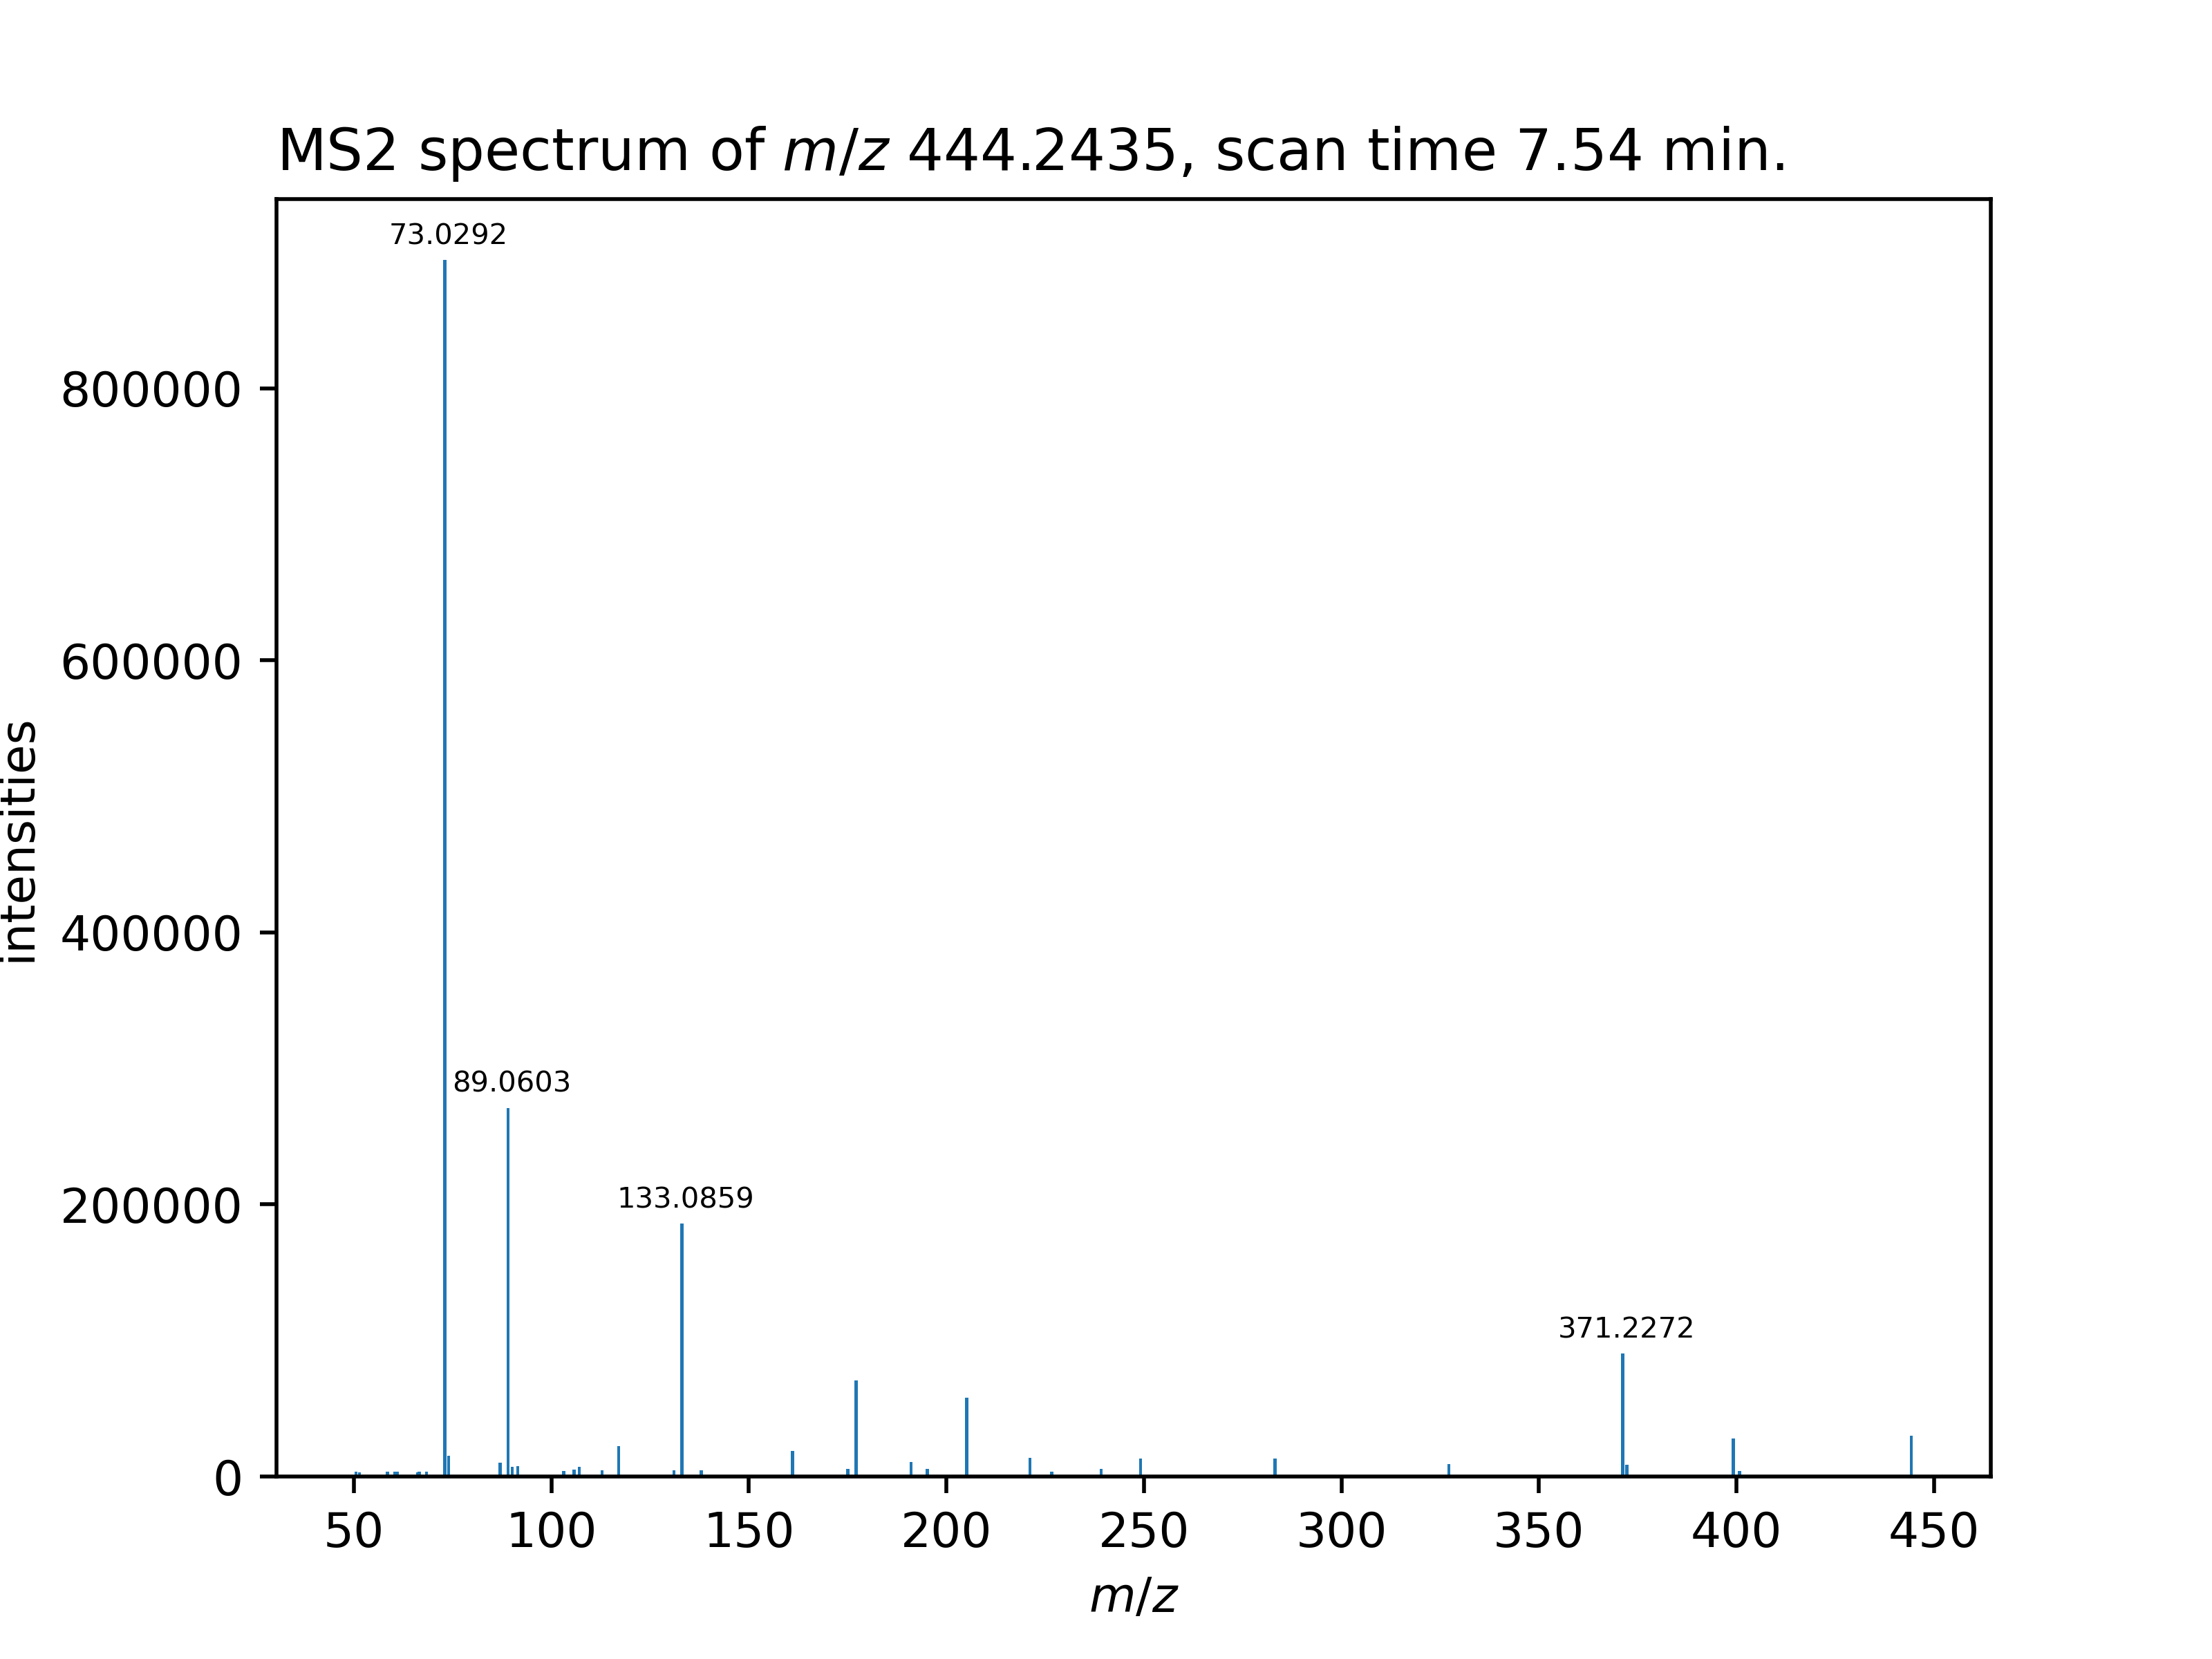 MS2 spectrum of m/z 444.2435, scan time 7.54 min.
73.0292
800000
600000
intensities
400000
89.0603
200000
133.0859
371.2272
0
50 100 150 200 250 300 350 400 450
m/z